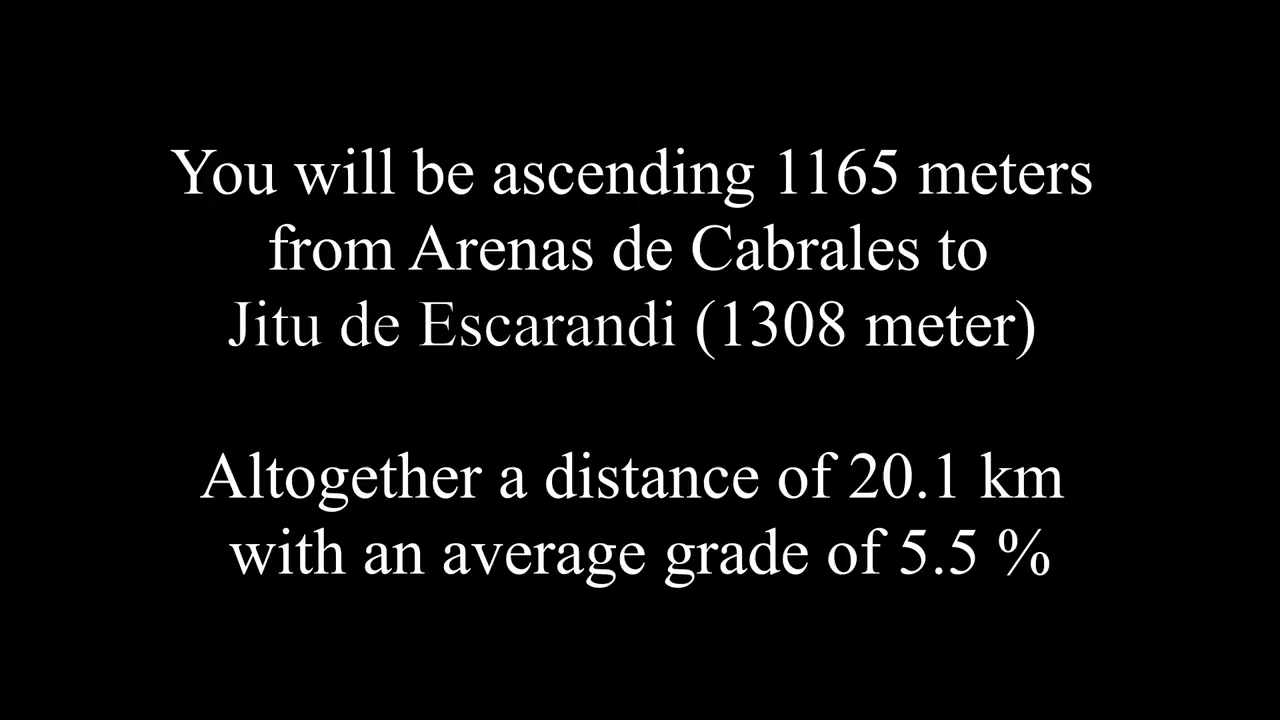 You will be ascending 1165 meters
from Arenas de Cabrales to
Jitu de Escarandi (1308 meter)
Altogether a distance of 20.1 km
with an average grade of 5.5 %